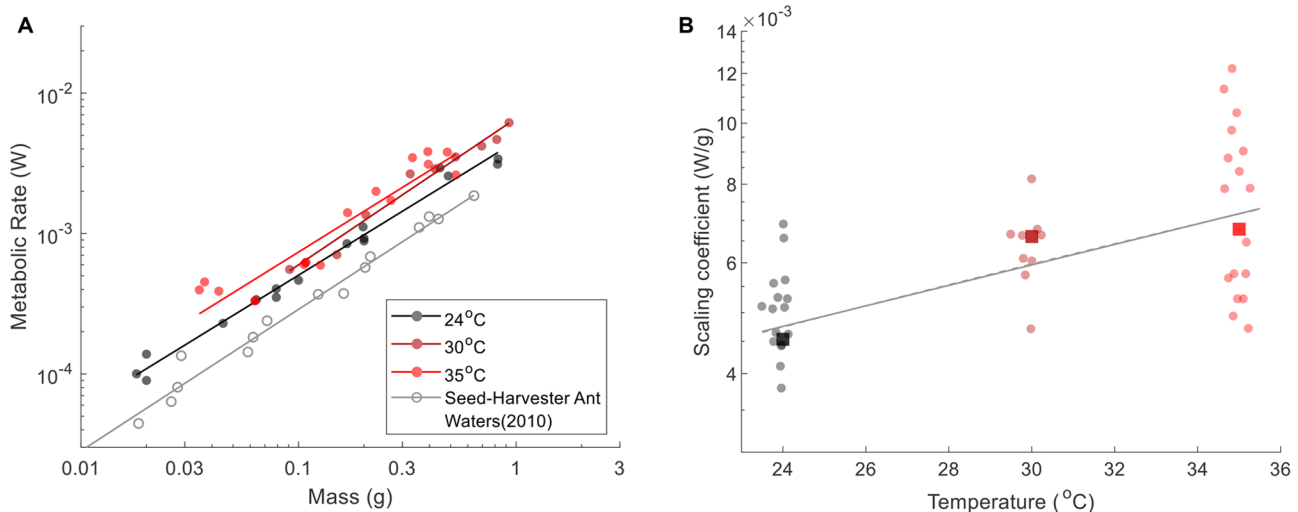 A
Metabolic Rate (W)
10^-2
10^-3
10^-4
0.01 0.03 0.1 0.3 1 3
Mass (g)
24°C
30°C
35°C
Seed-Harvester Ant
Waters(2010)
B
×10^-3
Scaling coefficient (W/g)
14
12
10
8
6
4
24 26 28 30 32 34 36
Temperature (°C)